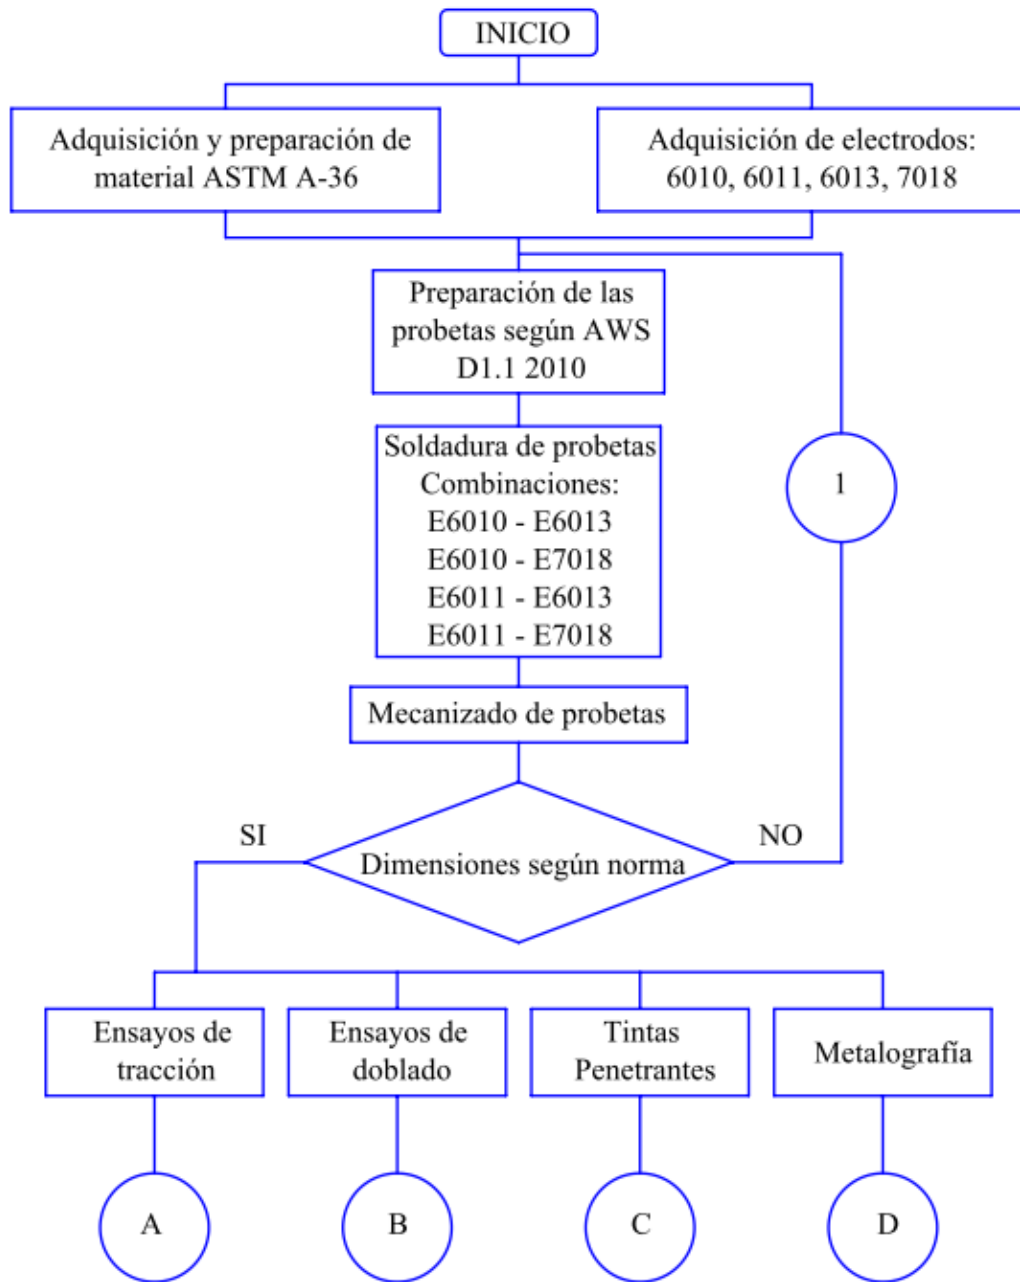 INICIO
Adquisición y preparación de
material ASTM A-36
Adquisición de electrodos:
6010, 6011, 6013, 7018
Preparación de las
probetas según AWS
D1.1 2010
Soldadura de probetas
Combinaciones:
E6010 - E6013
E6010 - E7018
E6011 - E6013
E6011 - E7018
1
Mecanizado de probetas
SI
NO
Dimensiones según norma
Ensayos de
tracción
Ensayos de
doblado
Tintas
Penetrantes
Metalografía
A
B
C
D